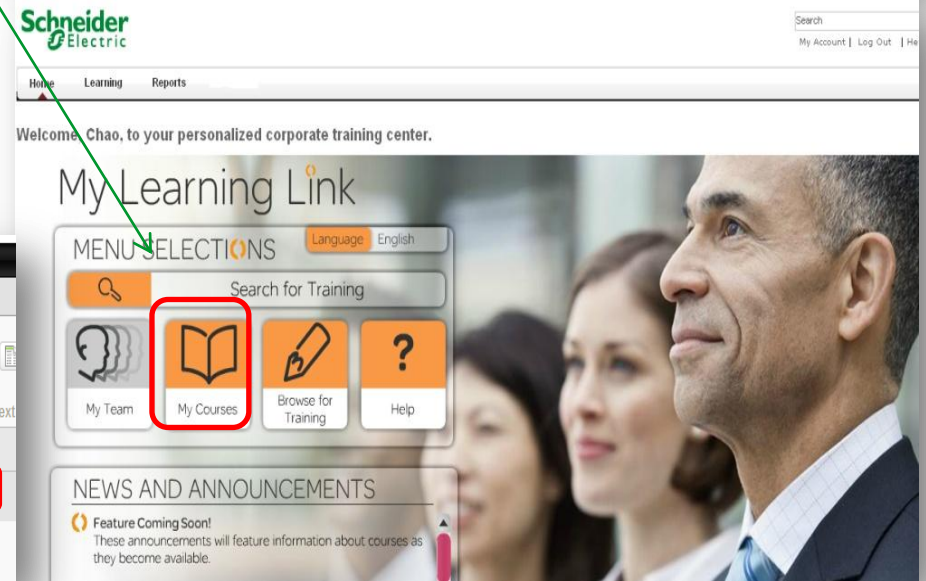 Schneider
Electric
Search
My Account | Log Out | He
Home Learning Reports
Welcome, Chao, to your personalized corporate training center.
My Learning Link
MENU SELECTIONS
Language English
Search for Training
My Team
My Courses
Browse for
Training
Help
?
NEWS AND ANNOUNCEMENTS
Feature Coming Soon!
These announcements will feature information about courses as
they become available.
ext